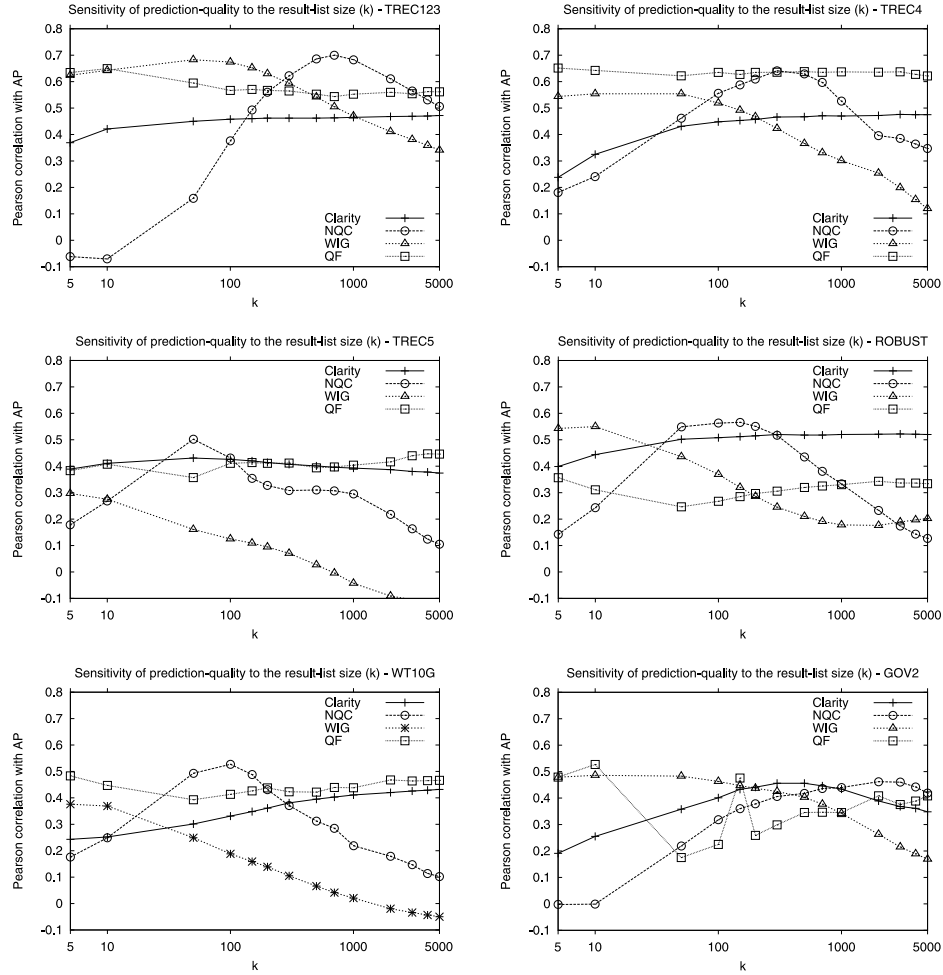 Sensitivity of prediction-quality to the result-list size (k) - TREC123
Pearson correlation with AP
0.8
0.7
0.6
0.5
0.4
0.3
0.2
0.1
0
-0.1
Clarity
NQC
WIG
QF
5 10 100 1000 5000
k
Sensitivity of prediction-quality to the result-list size (k) - TREC4
Pearson correlation with AP
0.8
0.7
0.6
0.5
0.4
0.3
0.2
0.1
0
-0.1
Clarity
NQC
WIG
QF
5 10 100 1000 5000
k
Sensitivity of prediction-quality to the result-list size (k) - TREC5
Pearson correlation with AP
0.8
0.7
0.6
0.5
0.4
0.3
0.2
0.1
0
-0.1
Clarity
NQC
WIG
QF
5 10 100 1000 5000
k
Sensitivity of prediction-quality to the result-list size (k) - ROBUST
Pearson correlation with AP
0.8
0.7
0.6
0.5
0.4
0.3
0.2
0.1
0
-0.1
Clarity
NQC
WIG
QF
5 10 100 1000 5000
k
Sensitivity of prediction-quality to the result-list size (k) - WT10G
Pearson correlation with AP
0.8
0.7
0.6
0.5
0.4
0.3
0.2
0.1
0
-0.1
Clarity
NQC
WIG
QF
5 10 100 1000 5000
k
Sensitivity of prediction-quality to the result-list size (k) - GOV2
Pearson correlation with AP
0.8
0.7
0.6
0.5
0.4
0.3
0.2
0.1
0
-0.1
Clarity
NQC
WIG
QF
5 10 100 1000 5000
k